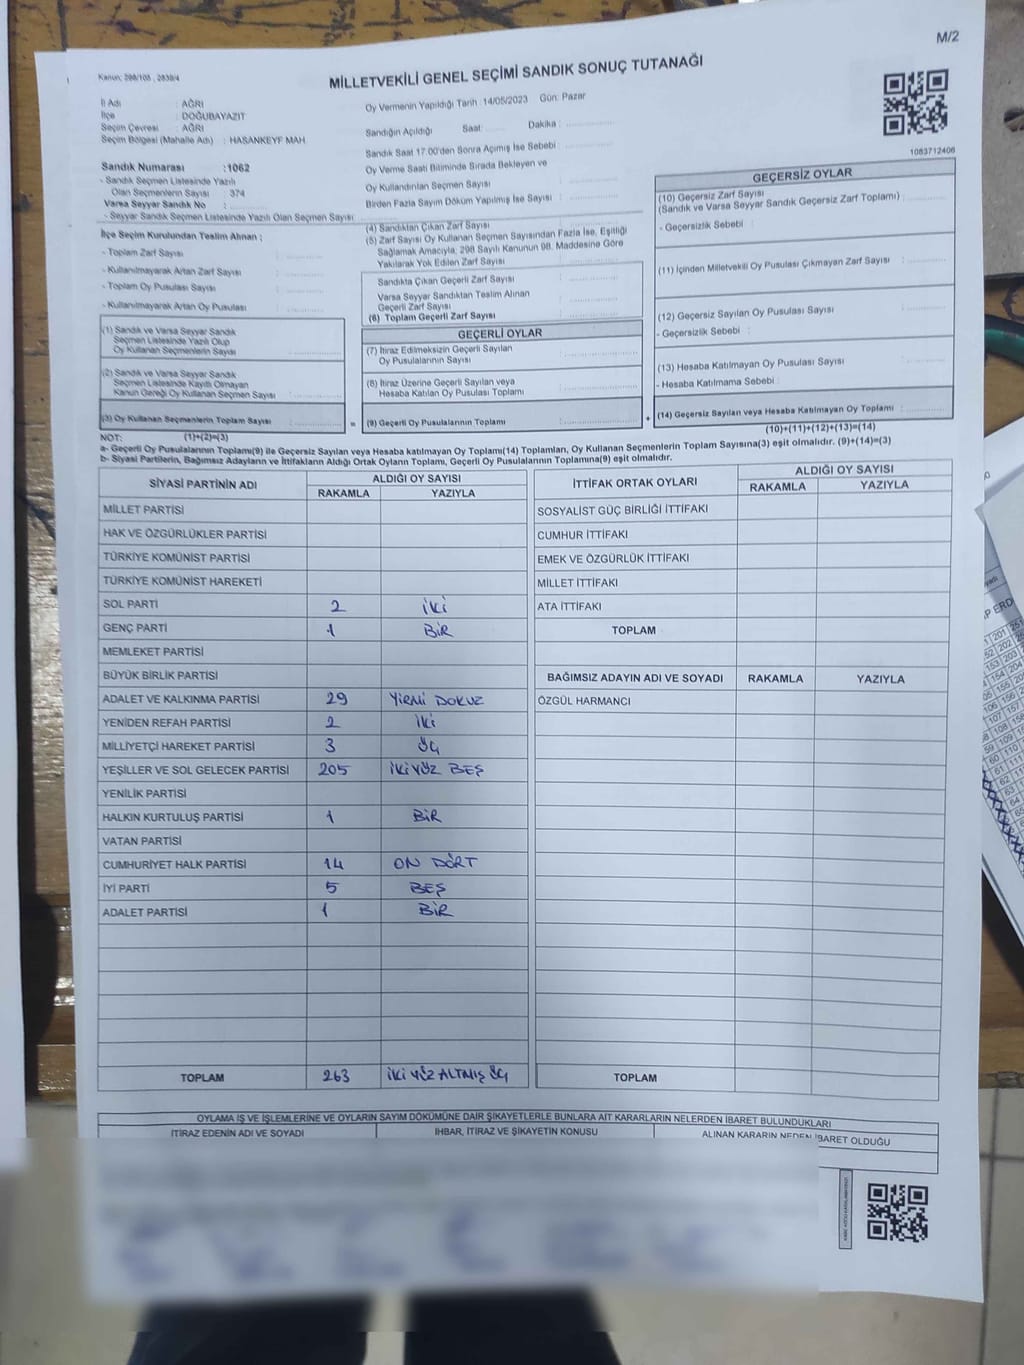 M/2
Kanun: 298/105 , 2839/4
MİLLETVEKİLİ GENEL SEÇİMİ SANDIK SONUÇ TUTANAĞI
İl Adı : AĞRI
İlçe : DOĞUBAYAZIT
Seçim Çevresi : AĞRI
Seçim Bölgesi (Mahalle Adı) : HASANKEYF MAH
Oy Vermenin Yapıldığı Tarih :14/05/2023 Gün: Pazar
Sandığın Açıldığı Saat: Dakika :
Sandık Saat 17.00'den Sonra Açımış İse Sebebi :
Oy Verme Saati Bitiminde Sırada Bekleyen ve
Oy Kullandırılan Seçmen Sayısı :
Birden Fazla Sayım Döküm Yapılmış İse Sayısı :
1083712406
Sandık Numarası :1062
- Sandık Seçmen Listesinde Yazılı
Olan Seçmenlerin Sayısı : 374
Varsa Seyyar Sandık No :
- Seyyar Sandık Seçmen Listesinde Yazılı Olan Seçmen Sayısı :
İlçe Seçim Kurulundan Teslim Alınan :
- Toplam Zarf Sayısı :
- Kullanılmayarak Artan Zarf Sayısı :
- Toplam Oy Pusulası Sayısı :
- Kullanılmayarak Artan Oy Pusulası :
(1) Sandık ve Varsa Seyyar Sandık
Seçmen Listesinde Yazılı Olup
Oy Kullanan Seçmenlerin Sayısı :
(2) Sandık ve Varsa Seyyar Sandık
Seçmen Listesinde Kayıtlı Olmayan
Kanun Gereği Oy Kullanan Seçmen Sayısı :
(3) Oy Kullanan Seçmenlerin Toplam Sayısı :
(4) Sandıktan Çıkan Zarf Sayısı :
(5) Zarf Sayısı Oy Kullanan Seçmen Sayısından Fazla İse, Eşitliği
Sağlamak Amacıyla, 298 Sayılı Kanunun 98. Maddesine Göre
Yakılarak Yok Edilen Zarf Sayısı :
Sandıkta Çıkan Geçerli Zarf Sayısı :
Varsa Seyyar Sandıktan Teslim Alınan
Geçerli Zarf Sayısı :
(6) Toplam Geçerli Zarf Sayısı :
GEÇERLİ OYLAR
(7) İtiraz Edilmeksizin Geçerli Sayılan
Oy Pusulalarının Sayısı :
(8) İtiraz Üzerine Geçerli Sayılan veya
Hesaba Katılan Oy Pusulası Toplamı :
= (9) Geçerli Oy Pusulalarının Toplamı : +
GEÇERSİZ OYLAR
(10) Geçersiz Zarf Sayısı
(Sandık ve Varsa Seyyar Sandık Geçersiz Zarf Toplamı) :
- Geçersizlik Sebebi :
(11) İçinden Milletvekili Oy Pusulası Çıkmayan Zarf Sayısı :
(12) Geçersiz Sayılan Oy Pusulası Sayısı :
- Geçersizlik Sebebi :
(13) Hesaba Katılmayan Oy Pusulası Sayısı :
- Hesaba Katılmama Sebebi :
(14) Geçersiz Sayılan veya Hesaba Katılmayan Oy Toplamı :
NOT: (1)+(2)=(3) (10)+(11)+(12)+(13)=(14)
a- Geçerli Oy Pusulalarının Toplamı(9) ile Geçersiz Sayılan veya Hesaba katılmayan Oy Toplamı(14) Toplamları, Oy Kullanan Seçmenlerin Toplam Sayısına(3) eşit olmalıdır. (9)+(14)=(3)
b- Siyasi Partilerin, Bağımsız Adayların ve İttifakların Aldığı Ortak Oyların Toplamı, Geçerli Oy Pusulalarının Toplamına(9) eşit olmalıdır.
SİYASİ PARTİNİN ADI ALDIĞI OY SAYISI
RAKAMLA YAZIYLA
MİLLET PARTİSİ
HAK VE ÖZGÜRLÜKLER PARTİSİ
TÜRKİYE KOMÜNİST PARTİSİ
TÜRKİYE KOMÜNİST HAREKETİ
SOL PARTİ 2 İKİ
GENÇ PARTİ 1 BİR
MEMLEKET PARTİSİ
BÜYÜK BİRLİK PARTİSİ
ADALET VE KALKINMA PARTİSİ 29 YİRMİ DOKUZ
YENİDEN REFAH PARTİSİ 2 İKİ
MİLLİYETÇİ HAREKET PARTİSİ 3 ÜÇ
YEŞİLLER VE SOL GELECEK PARTİSİ 205 İKİ YÜZ BEŞ
YENİLİK PARTİSİ
HALKIN KURTULUŞ PARTİSİ 1 BİR
VATAN PARTİSİ
CUMHURİYET HALK PARTİSİ 14 ON DÖRT
İYİ PARTİ 5 BEŞ
ADALET PARTİSİ 1 BİR
TOPLAM 263 İKİ YÜZ ALTMIŞ ÜÇ
İTTİFAK ORTAK OYLARI ALDIĞI OY SAYISI
RAKAMLA YAZIYLA
SOSYALİST GÜÇ BİRLİĞİ İTTİFAKI
CUMHUR İTTİFAKI
EMEK VE ÖZGÜRLÜK İTTİFAKI
MİLLET İTTİFAKI
ATA İTTİFAKI
TOPLAM
BAĞIMSIZ ADAYIN ADI VE SOYADI RAKAMLA YAZIYLA
ÖZGÜL HARMANCI
TOPLAM
OYLAMA İŞ VE İŞLEMLERİNE VE OYLARIN SAYIM DÖKÜMÜNE DAİR ŞİKAYETLERLE BUNLARA AİT KARARLARIN NELERDEN İBARET BULUNDUKLARI
İTİRAZ EDENİN ADI VE SOYADI İHBAR, İTİRAZ VE ŞİKAYETİN KONUSU ALINAN KARARIN NEDEN İBARET OLDUĞU